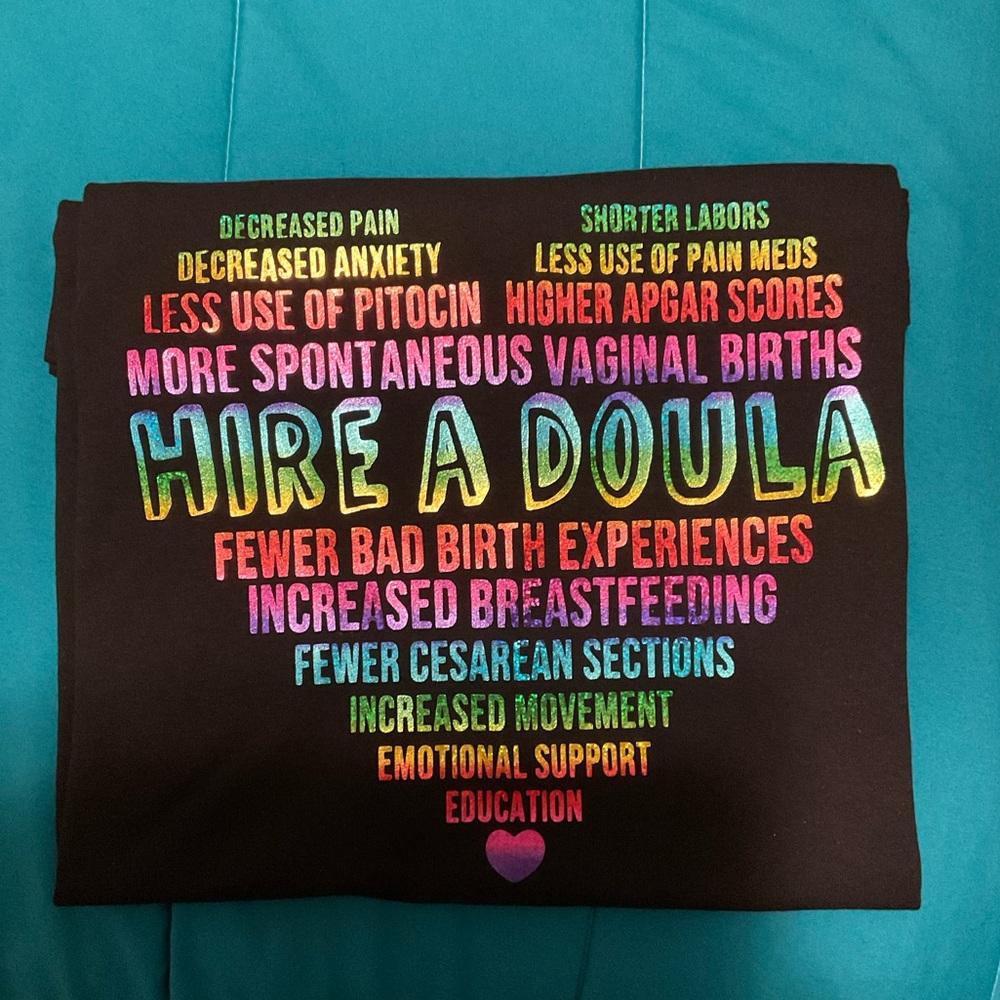 DECREASED PAIN SHORTER LABORS
DECREASED ANXIETY LESS USE OF PAIN MEDS
LESS USE OF PITOCIN HIGHER APGAR SCORES
MORE SPONTANEOUS VAGINAL BIRTHS
HIRE A DOULA
FEWER BAD BIRTH EXPERIENCES
INCREASED BREASTFEEDING
FEWER CESAREAN SECTIONS
INCREASED MOVEMENT
EMOTIONAL SUPPORT
EDUCATION